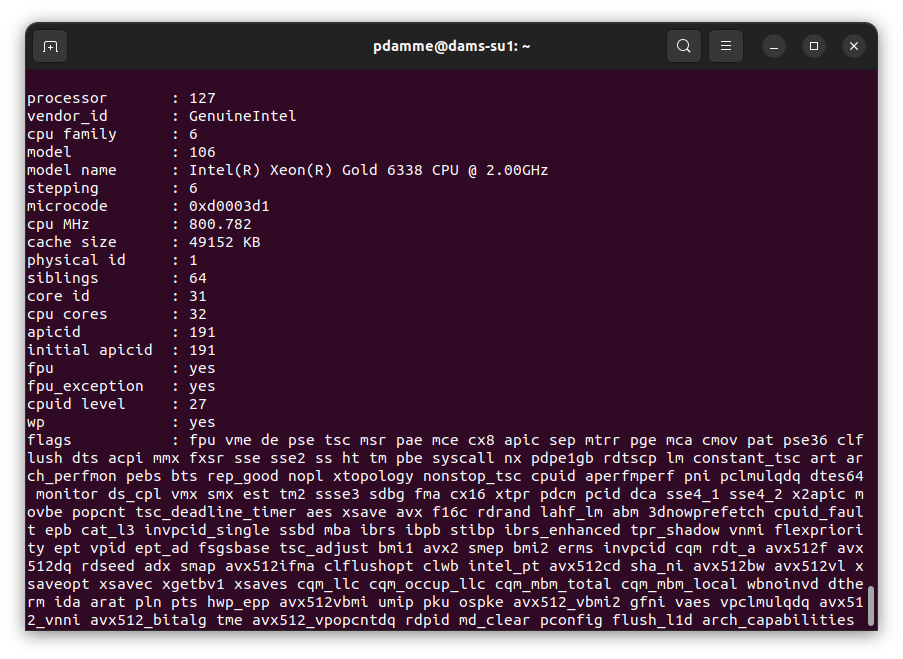 pdamme@dams-su1: ~
processor       : 127
vendor_id       : GenuineIntel
cpu family      : 6
model           : 106
model name      : Intel(R) Xeon(R) Gold 6338 CPU @ 2.00GHz
stepping        : 6
microcode       : 0xd0003d1
cpu MHz         : 800.782
cache size      : 49152 KB
physical id     : 1
siblings        : 64
core id         : 31
cpu cores       : 32
apicid          : 191
initial apicid  : 191
fpu             : yes
fpu_exception   : yes
cpuid level     : 27
wp              : yes
flags           : fpu vme de pse tsc msr pae mce cx8 apic sep mtrr pge mca cmov pat pse36 clf
lush dts acpi mmx fxsr sse sse2 ss ht tm pbe syscall nx pdpe1gb rdtscp lm constant_tsc art ar
ch_perfmon pebs bts rep_good nopl xtopology nonstop_tsc cpuid aperfmperf pni pclmulqdq dtes64
 monitor ds_cpl vmx smx est tm2 ssse3 sdbg fma cx16 xtpr pdcm pcid dca sse4_1 sse4_2 x2apic m
ovbe popcnt tsc_deadline_timer aes xsave avx f16c rdrand lahf_lm abm 3dnowprefetch cpuid_faul
t epb cat_l3 invpcid_single ssbd mba ibrs ibpb stibp ibrs_enhanced tpr_shadow vnmi flexpriori
ty ept vpid ept_ad fsgsbase tsc_adjust bmi1 avx2 smep bmi2 erms invpcid cqm rdt_a avx512f avx
512dq rdseed adx smap avx512ifma clflushopt clwb intel_pt avx512cd sha_ni avx512bw avx512vl x
saveopt xsavec xgetbv1 xsaves cqm_llc cqm_occup_llc cqm_mbm_total cqm_mbm_local wbnoinvd dthe
rm ida arat pln pts hwp_epp avx512vbmi umip pku ospke avx512_vbmi2 gfni vaes vpclmulqdq avx51
2_vnni avx512_bitalg tme avx512_vpopcntdq rdpid md_clear pconfig flush_l1d arch_capabilities